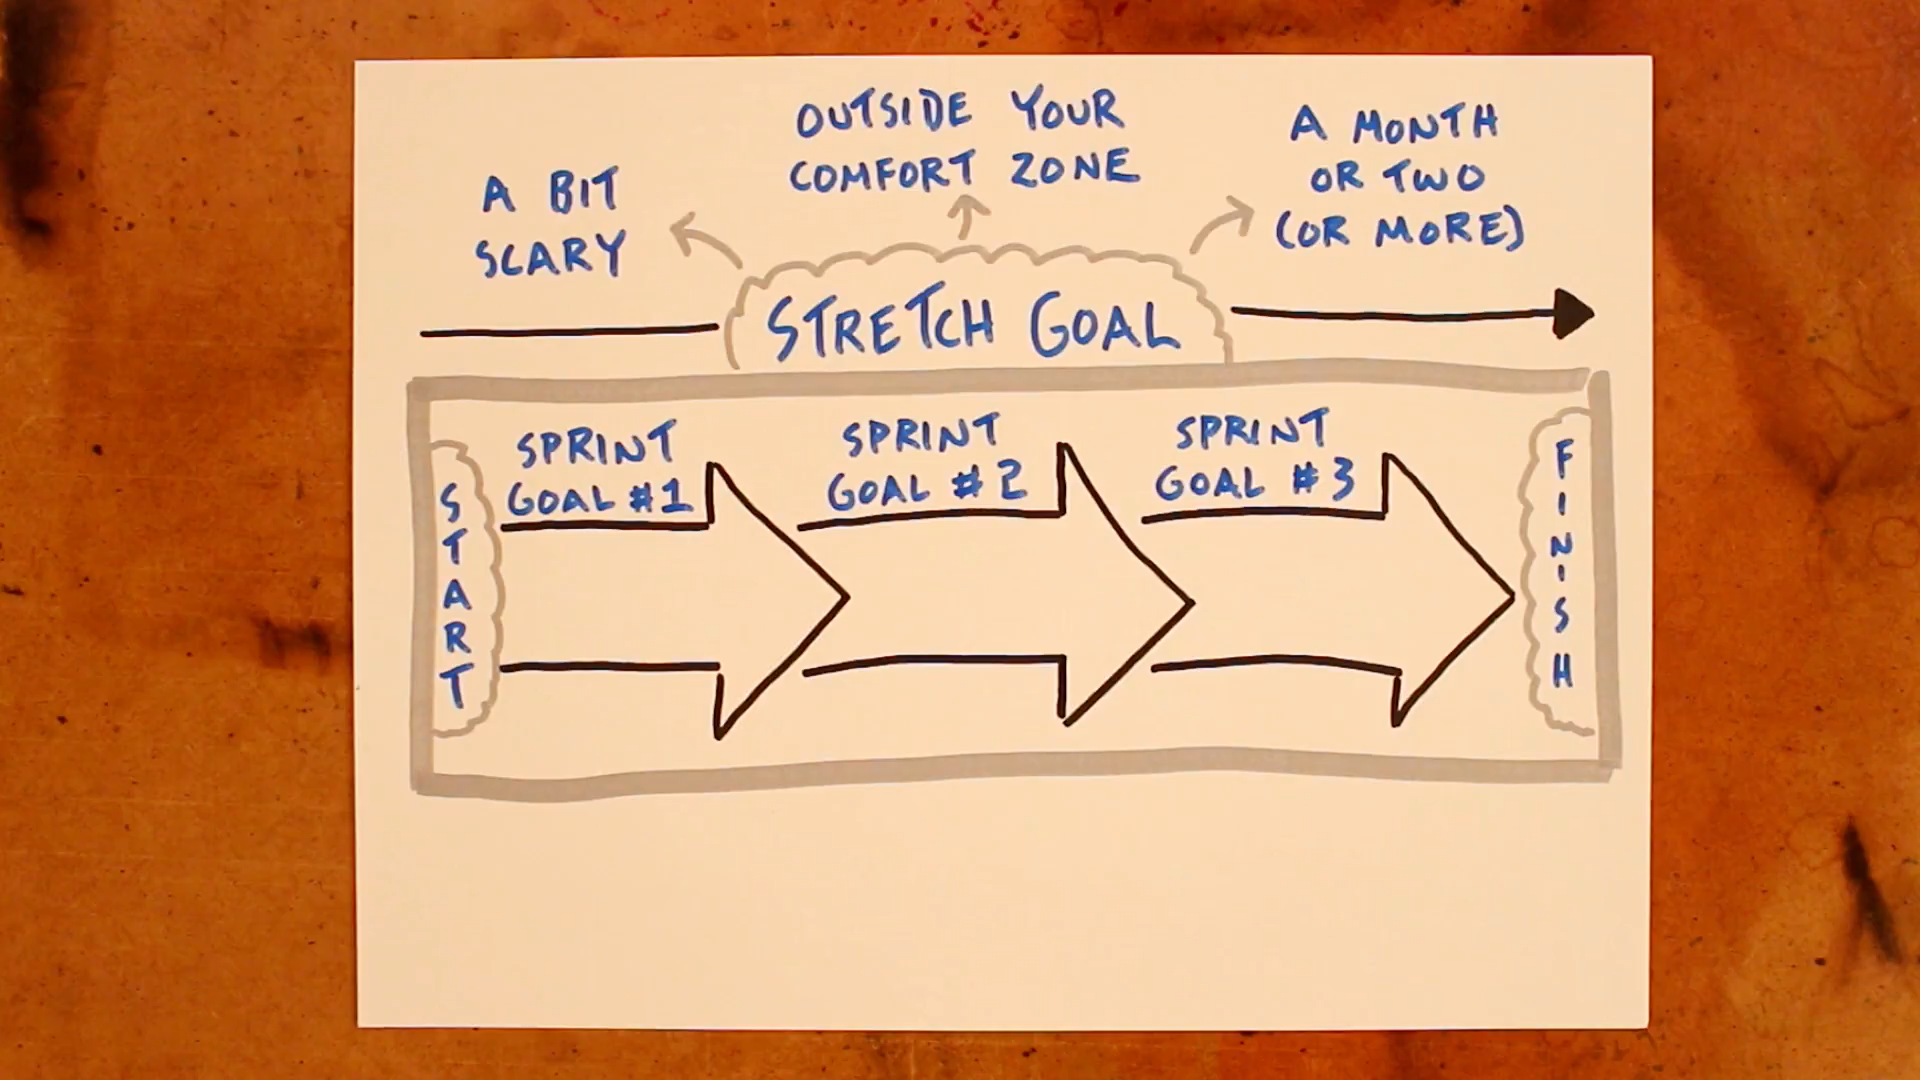 OUTSIDE YOUR
COMFORT ZONE
A MONTH
OR TWO
(OR MORE)
A BIT
SCARY
STRETCH GOAL
SPRINT
GOAL #1
SPRINT
GOAL #2
SPRINT
GOAL #3
START
FINISH